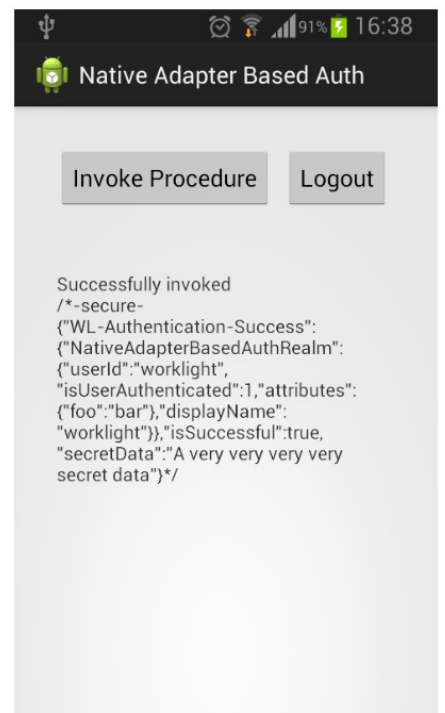 91% 16:38
Native Adapter Based Auth
Invoke Procedure Logout
Successfully invoked
/*-secure-
{"WL-Authentication-Success":
{"NativeAdapterBasedAuthRealm":
{"userId":"worklight",
"isUserAuthenticated":1,"attributes":
{"foo":"bar"},"displayName":
"worklight"}},"isSuccessful":true,
"secretData":"A very very very very
secret data"}*/